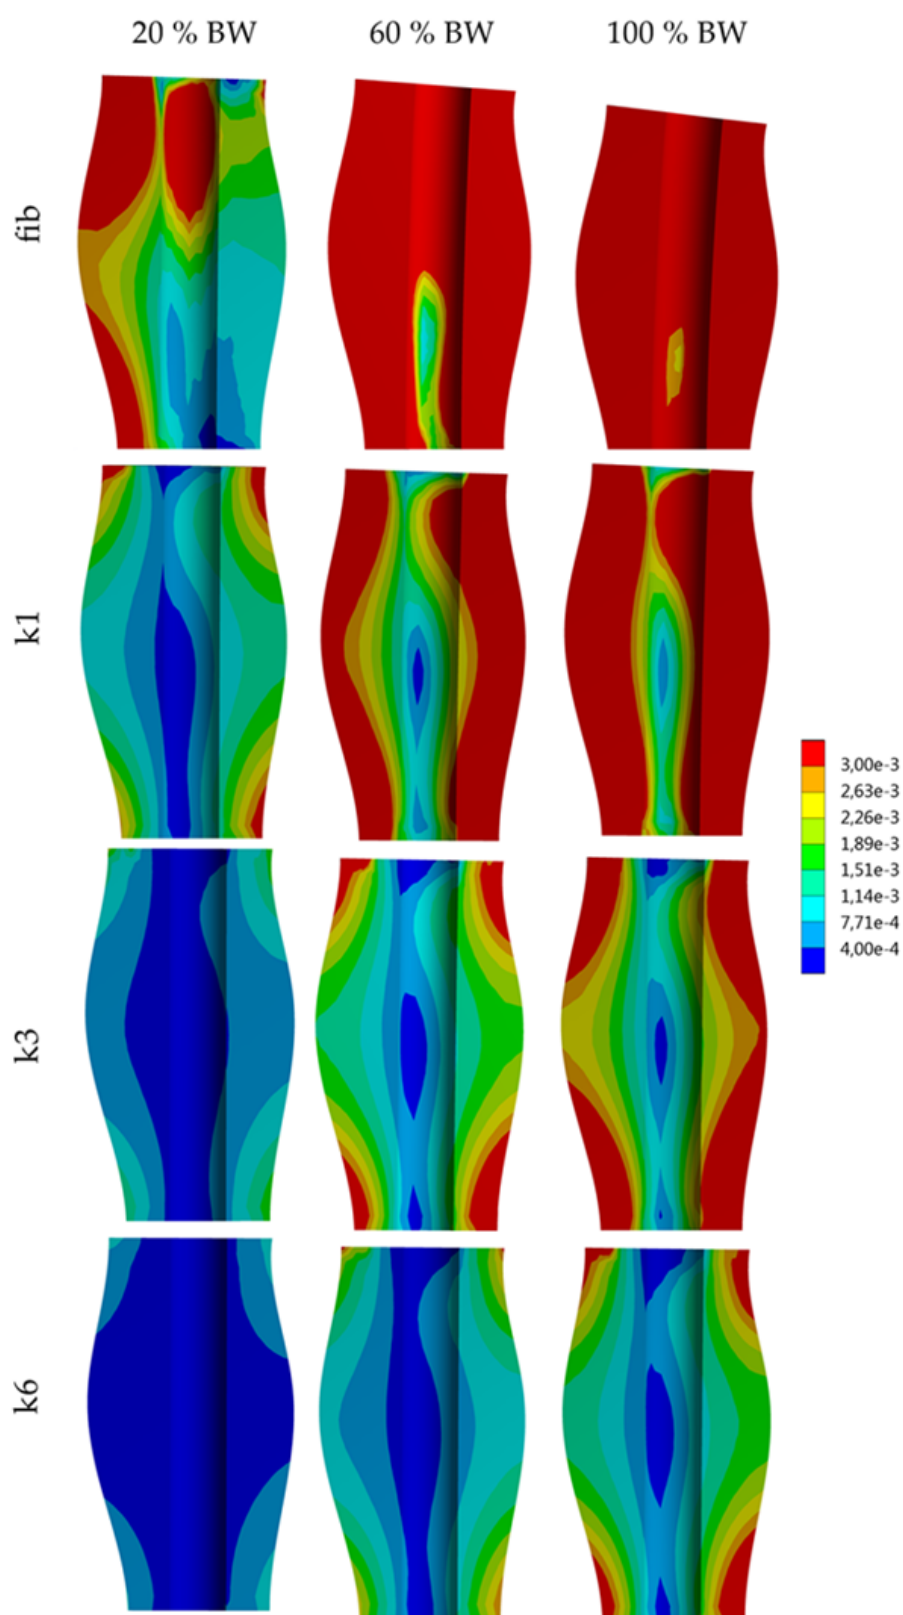 20 % BW 60 % BW 100 % BW
fib
k1
3,00e-3
2,63e-3
2,26e-3
1,89e-3
1,51e-3
1,14e-3
7,71e-4
4,00e-4
k3
k6